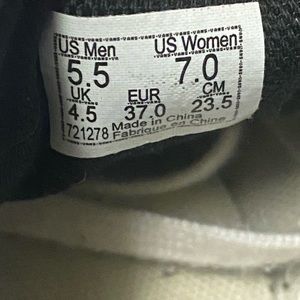 US Men US Women
5.5 7.0
UK EUR CM
4.5 37.0 23.5
721278 Made in China
Fabrique en Chine